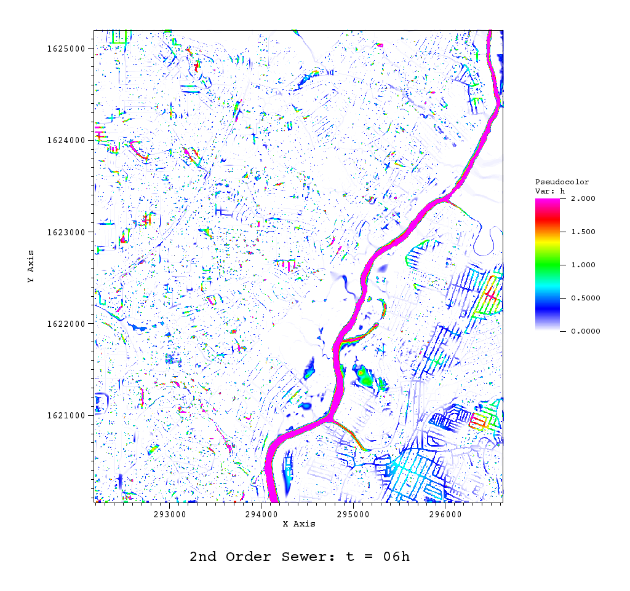 1625000
1624000
1623000
1622000
1621000
Y Axis
293000 294000 295000 296000
X Axis
Pseudocolor
Var: h
2.000
1.500
1.000
0.5000
0.0000
2nd Order Sewer: t = 06h